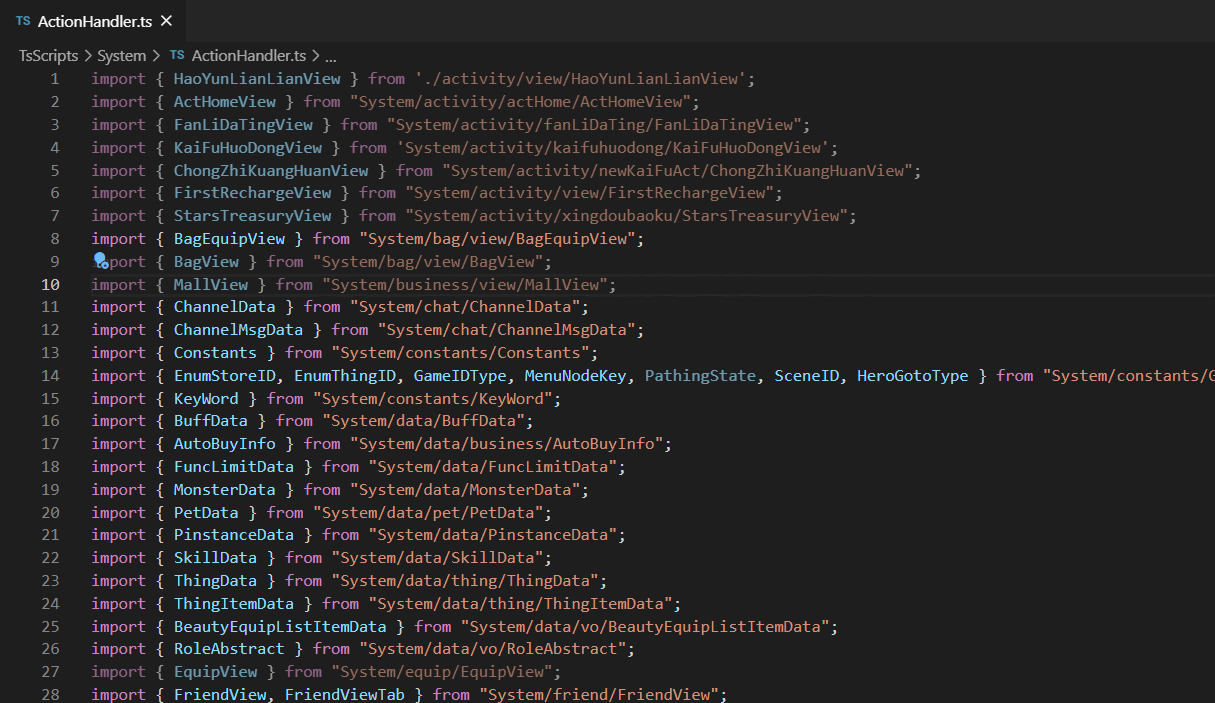 TS ActionHandler.ts ×
TsScripts > System > TS ActionHandler.ts > ...
1 import { HaoYunLianLianView } from './activity/view/HaoYunLianLianView';
2 import { ActHomeView } from "System/activity/actHome/ActHomeView";
3 import { FanLiDaTingView } from "System/activity/fanLiDaTing/FanLiDaTingView";
4 import { KaiFuHuoDongView } from 'System/activity/kaifuhuodong/KaiFuHuoDongView';
5 import { ChongZhiKuangHuanView } from "System/activity/newKaiFuAct/ChongZhiKuangHuanView";
6 import { FirstRechargeView } from "System/activity/view/FirstRechargeView";
7 import { StarsTreasuryView } from "System/activity/xingdoubaoku/StarsTreasuryView";
8 import { BagEquipView } from "System/bag/view/BagEquipView";
9 import { BagView } from "System/bag/view/BagView";
10 import { MallView } from "System/business/view/MallView";
11 import { ChannelData } from "System/chat/ChannelData";
12 import { ChannelMsgData } from "System/chat/ChannelMsgData";
13 import { Constants } from "System/constants/Constants";
14 import { EnumStoreID, EnumThingID, GameIDType, MenuNodeKey, PathingState, SceneID, HeroGotoType } from "System/constants/
15 import { KeyWord } from "System/constants/KeyWord";
16 import { BuffData } from "System/data/BuffData";
17 import { AutoBuyInfo } from "System/data/business/AutoBuyInfo";
18 import { FuncLimitData } from "System/data/FuncLimitData";
19 import { MonsterData } from "System/data/MonsterData";
20 import { PetData } from "System/data/pet/PetData";
21 import { PinstanceData } from "System/data/PinstanceData";
22 import { SkillData } from "System/data/SkillData";
23 import { ThingData } from "System/data/thing/ThingData";
24 import { ThingItemData } from "System/data/thing/ThingItemData";
25 import { BeautyEquipListItemData } from "System/data/vo/BeautyEquipListItemData";
26 import { RoleAbstract } from "System/data/vo/RoleAbstract";
27 import { EquipView } from "System/equip/EquipView";
28 import { FriendView, FriendViewTab } from "System/friend/FriendView";